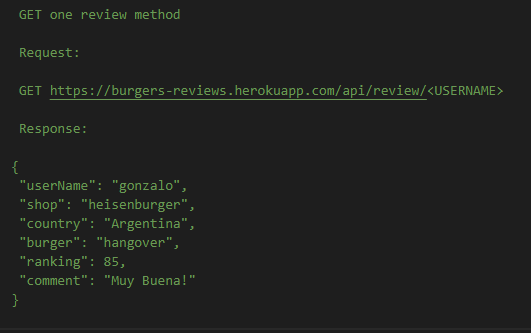 GET one review method
Request:
GET https://burgers-reviews.herokuapp.com/api/review/<USERNAME>
Response:
{
"userName": "gonzalo",
"shop": "heisenburger",
"country": "Argentina",
"burger": "hangover",
"ranking": 85,
"comment": "Muy Buena!"
}